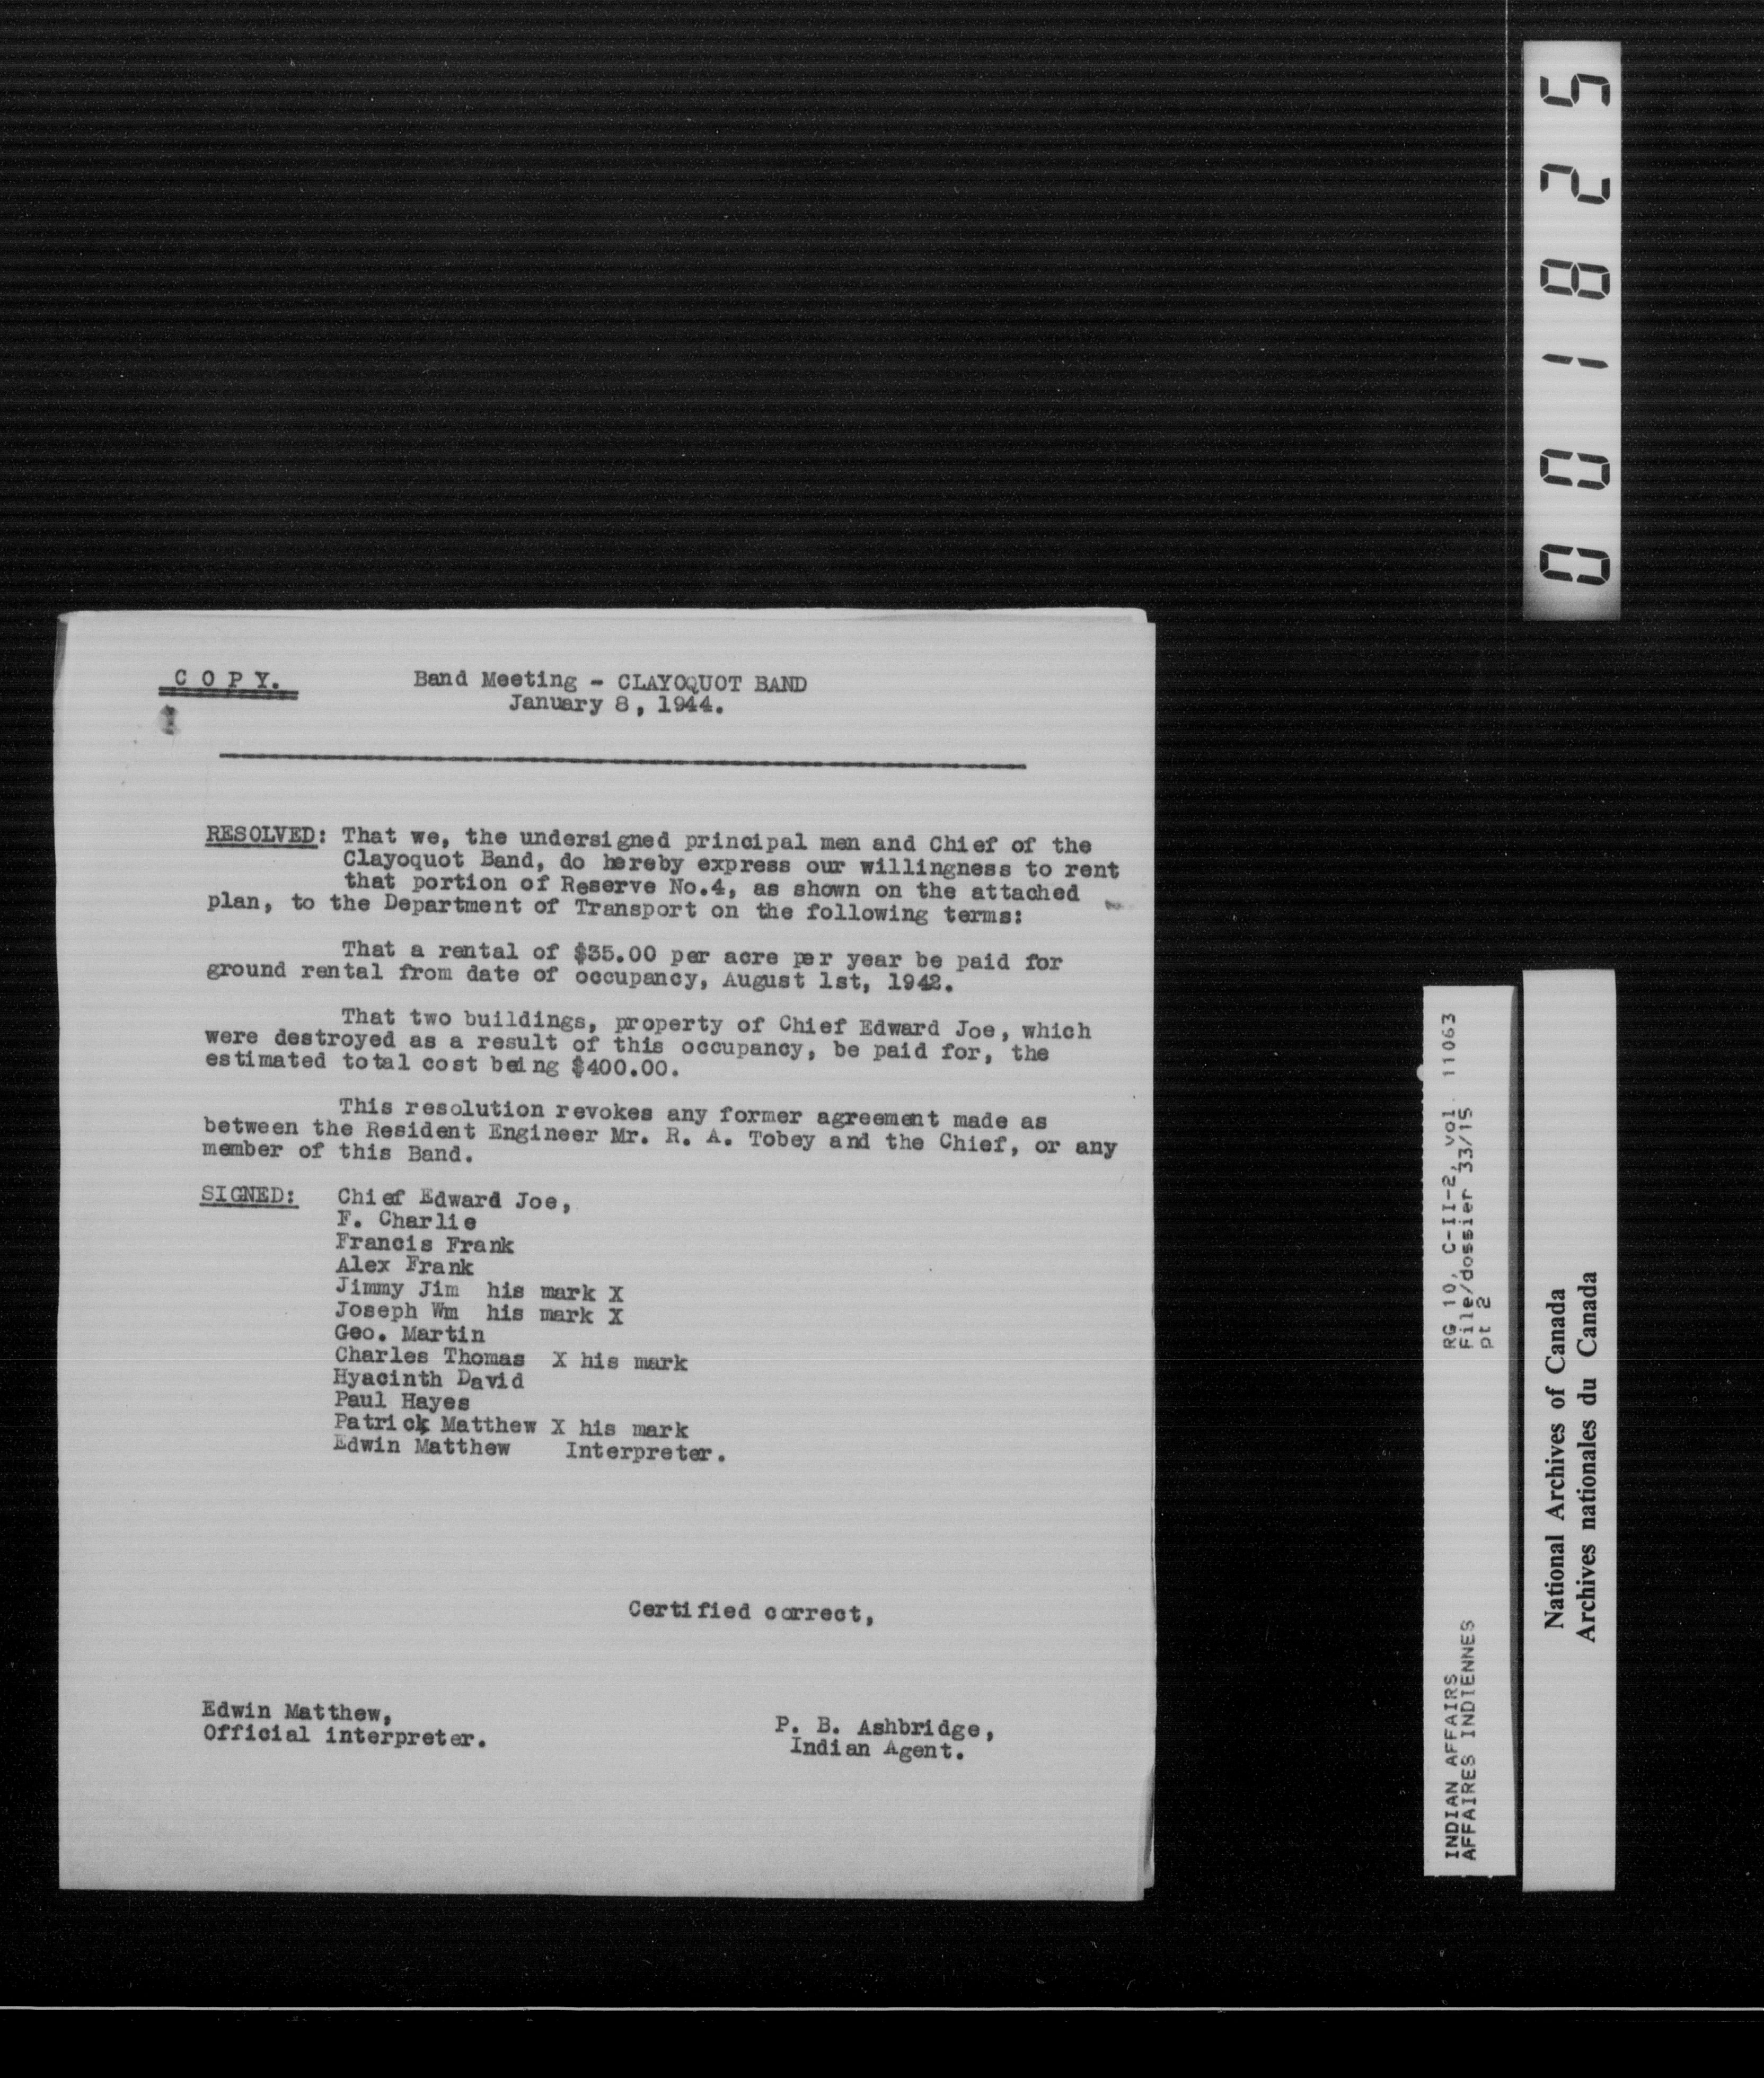 C O P Y.
Band Meeting - CLAYOQUOT BAND
January 8, 1944.
RESOLVED: That we, the undersigned principal men and Chief of the
Clayoquot Band, do hereby express our willingness to rent
that portion of Reserve No.4, as shown on the attached
plan, to the Department of Transport on the following terms:
That a rental of $35.00 per acre per year be paid for
ground rental from date of occupancy, August 1st, 1942.
That two buildings, property of Chief Edward Joe, which
were destroyed as a result of this occupancy, be paid for, the
estimated total cost being $400.00.
This resolution revokes any former agreement made as
between the Resident Engineer Mr. R. A. Tobey and the Chief, or any
member of this Band.
SIGNED: Chief Edward Joe,
F. Charlie
Francis Frank
Alex Frank
Jimmy Jim his mark X
Joseph Wm his mark X
Geo. Martin
Charles Thomas X his mark
Hyacinth David
Paul Hayes
Patrick Matthew X his mark
Edwin Matthew Interpreter.
Certified correct,
Edwin Matthew,
Official interpreter.
P. B. Ashbridge,
Indian Agent.
001825
INDIAN AFFAIRS RG 10, C-II-2, vol. 11063
AFFAIRES INDIENNES File/dossier 33/15
pt 2
National Archives of Canada
Archives nationales du Canada